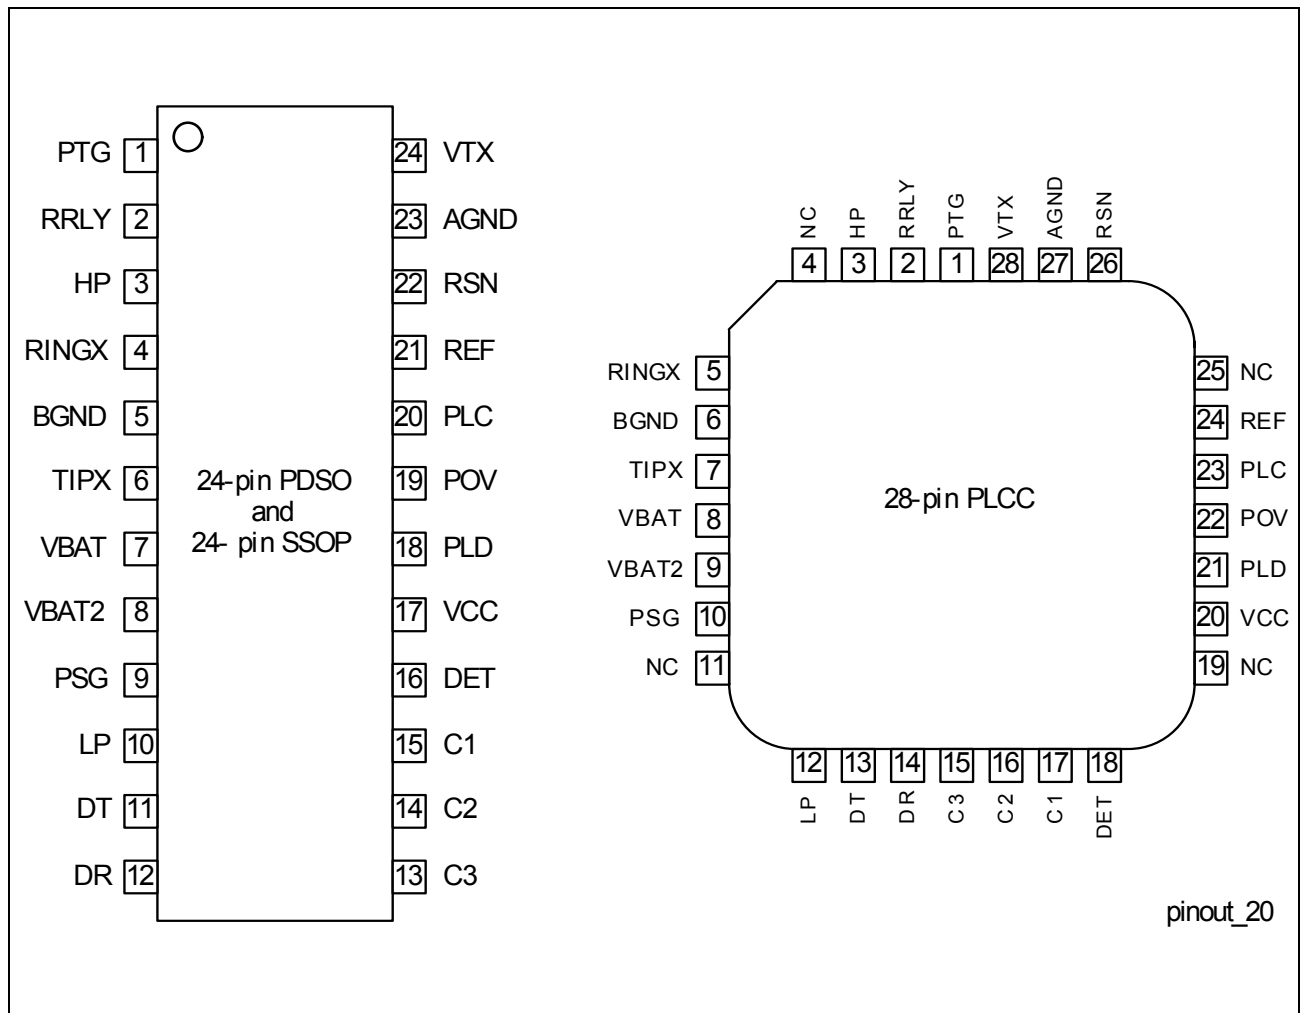 PTG 1
RRLY 2
HP 3
RINGX 4
BGND 5
TIPX 6
VBAT 7
VBAT2 8
PSG 9
LP 10
DT 11
DR 12
24 VTX
23 AGND
22 RSN
21 REF
20 PLC
19 POV
18 PLD
17 VCC
16 DET
15 C1
14 C2
13 C3
24-pin PDSO
and
24- pin SSOP
NC HP RRLY PTG VTX AGND RSN
4 3 2 1 28 27 26
RINGX 5
BGND 6
TIPX 7
VBAT 8
VBAT2 9
PSG 10
NC 11
28-pin PLCC
25 NC
24 REF
23 PLC
22 POV
21 PLD
20 VCC
19 NC
12 13 14 15 16 17 18
LP DT DR C3 C2 C1 DET
pinout_20